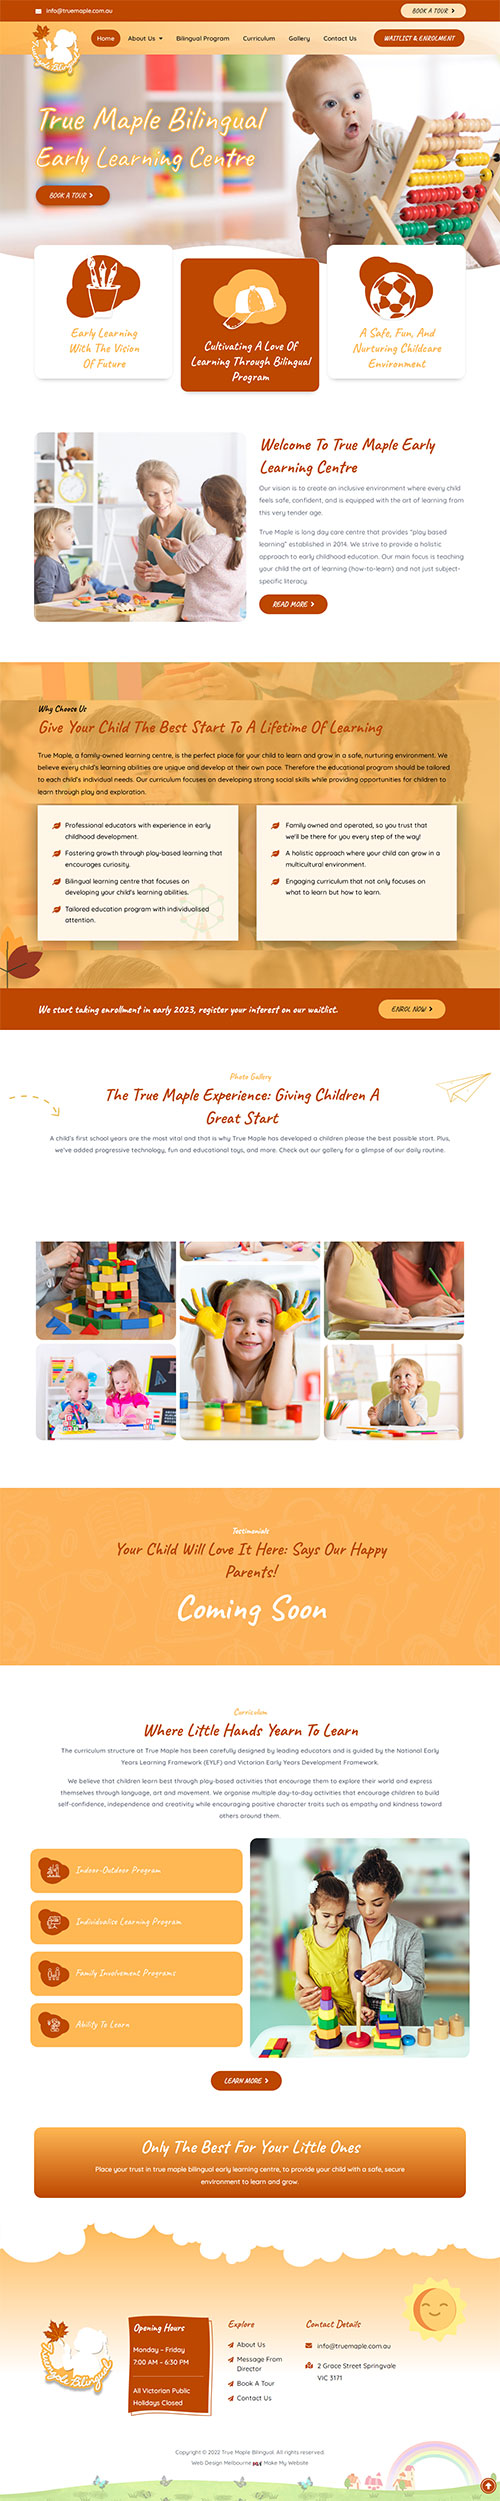 info@truemaple.com.au
BOOK A TOUR
Home
About Us
Bilingual Program
Curriculum
Gallery
Contact Us
WAITLIST & ENROLMENT
True Maple Bilingual
Early Learning Centre
BOOK A TOUR
Early Learning
With The Vision
Of Future
Cultivating A Love Of
Learning Through Bilingual
Program
A Safe, Fun, And
Nurturing Childcare
Environment
Welcome To True Maple Early
Learning Centre
Our vision is to create an inclusive environment where every child
feels safe, confident, and is equipped with the art of learning from
this very tender age.
True Maple is long day care centre that provides "play based
learning" established in 2014. We strive to provide a holistic
approach to early childhood education. Our main focus is teaching
your child the art of learning (how-to-learn) and not just subject-
specific literacy.
READ MORE
Why Choose Us
Give Your Child The Best Start To A Lifetime Of Learning
True Maple, a family-owned learning centre, is the perfect place for your child to learn and grow in a safe, nurturing environment. We
believe every child's learning abilities are unique and develop at their own pace. Therefore the educational program should be tailored
to each child's individual needs. Our curriculum focuses on developing strong social skills while providing opportunities for children to
learn through play and exploration.
Professional educators with experience in early
childhood development.
Fostering growth through play-based learning that
encourages curiosity.
Bilingual learning centre that focuses on
developing your child's learning abilities.
Tailored education program with individualised
attention.
Family owned and operated, so you trust that
we'll be there for you every step of the way!
A holistic approach where your child can grow in a
multicultural environment.
Engaging curriculum that not only focuses on
what to learn but how to learn.
We start taking enrollment in early 2023, register your interest on our waitlist.
ENROL NOW
Photo Gallery
The True Maple Experience: Giving Children A
Great Start
A child's first school years are the most vital and that is why True Maple has developed a children please the best possible start. Plus,
we've added progressive technology, fun and educational toys, and more. Check out our gallery for a glimpse of our daily routine.
Testimonials
Your Child Will Love It Here: Says Our Happy
Parents!
Coming Soon
Curriculum
Where Little Hands Yearn To Learn
The curriculum structure at True Maple has been carefully designed by leading educators and is guided by the National Early
Years Learning Framework (EYLF) and Victorian Early Years Development Framework.
We believe that children learn best through play-based activities that encourage them to explore their world and express
themselves through language, art and movement. We organise multiple day-to-day activities that encourage children to build
self-confidence, independence and creativity while encouraging positive character traits such as empathy and kindness toward
others around them.
Indoor-Outdoor Program
Individualise Learning Program
Family Involvement Programs
Ability To Learn
LEARN MORE
Only The Best For Your Little Ones
Place your trust in true maple bilingual early learning centre, to provide your child with a safe, secure
environment to learn and grow.
Opening Hours
Monday – Friday
7:00 AM – 6:30 PM
All Victorian Public
Holidays Closed
Explore
About Us
Message From
Director
Book A Tour
Contact Us
Contact Details
info@truemaple.com.au
2 Grace Street Springvale
VIC 3171
Copyright © 2022 True Maple Bilingual. All rights reserved
Web Design Melbourne Make My Website